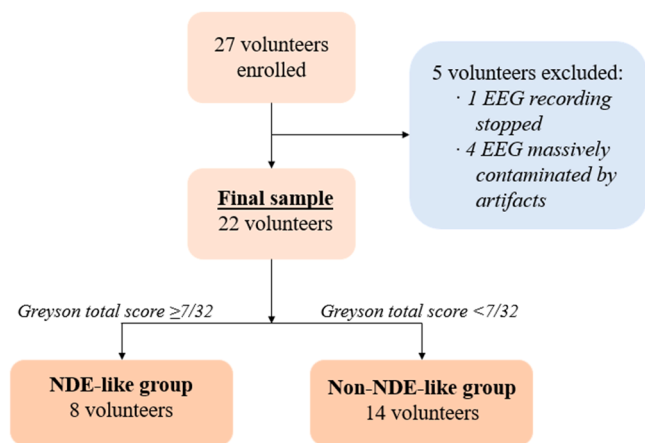 27 volunteers
enrolled
5 volunteers excluded:
· 1 EEG recording
stopped
· 4 EEG massively
contaminated by
artifacts
Final sample
22 volunteers
Greyson total score ≥7/32
Greyson total score <7/32
NDE-like group
8 volunteers
Non-NDE-like group
14 volunteers